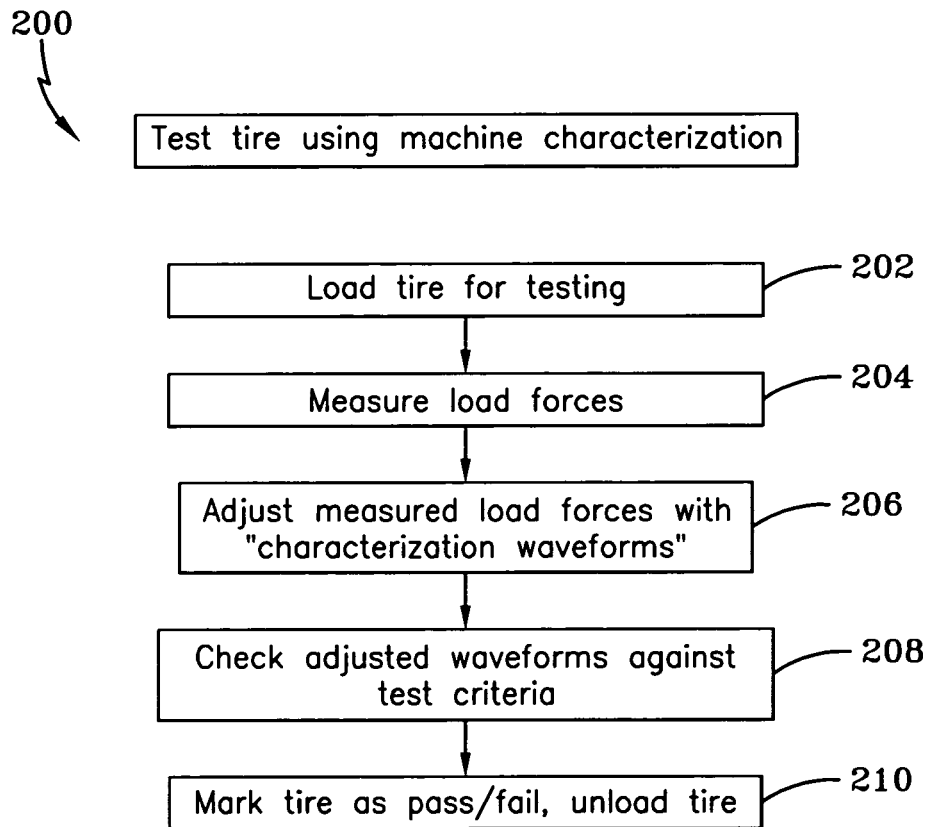 200
Test tire using machine characterization
Load tire for testing
202
Measure load forces
204
Adjust measured load forces with
"characterization waveforms"
206
Check adjusted waveforms against
test criteria
208
Mark tire as pass/fail, unload tire
210